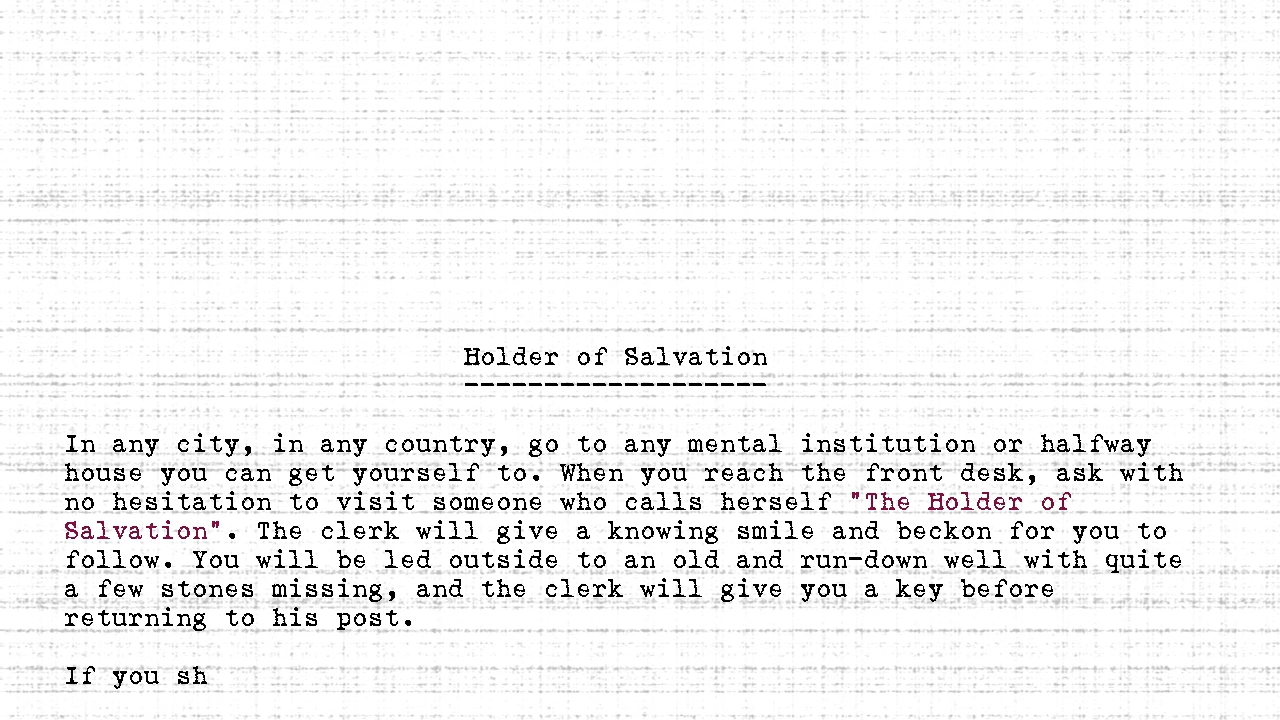 Holder of Salvation
-------------------
In any city, in any country, go to any mental institution or halfway
house you can get yourself to. When you reach the front desk, ask with
no hesitation to visit someone who calls herself "The Holder of
Salvation". The clerk will give a knowing smile and beckon for you to
follow. You will be led outside to an old and run-down well with quite
a few stones missing, and the clerk will give you a key before
returning to his post.
If you sh